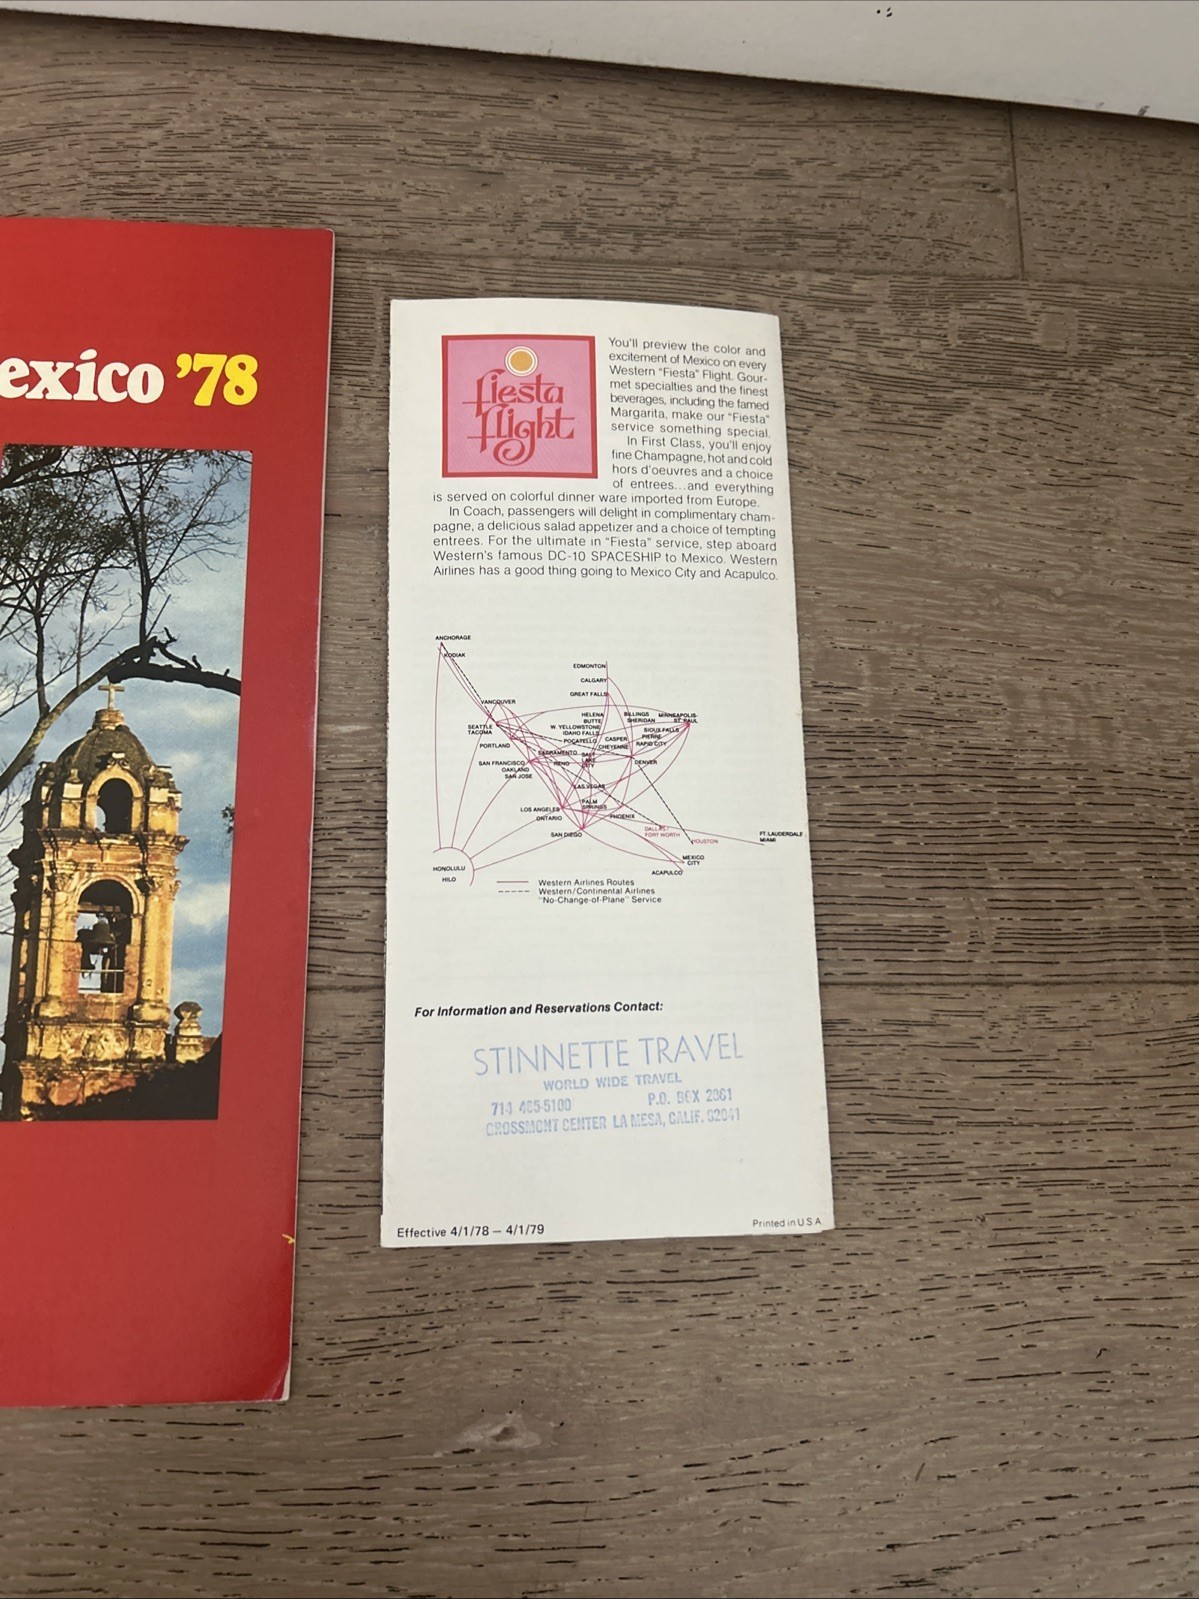 exico '78
fiesta
flight
You'll preview the color and
excitement of Mexico on every
Western "Fiesta" Flight. Gour-
met specialties and the finest
beverages, including the famed
Margarita, make our "Fiesta"
service something special.
In First Class, you'll enjoy
fine Champagne, hot and cold
hors d'oeuvres and a choice
of entrees...and everything
is served on colorful dinner ware imported from Europe.
In Coach, passengers will delight in complimentary cham-
pagne, a delicious salad appetizer and a choice of tempting
entrees. For the ultimate in "Fiesta" service, step aboard
Western's famous DC-10 SPACESHIP to Mexico. Western
Airlines has a good thing going to Mexico City and Acapulco.
ANCHORAGE
KODIAK
EDMONTON
CALGARY
GREAT FALLS
VANCOUVER
SEATTLE
TACOMA
PORTLAND
HELENA
BUTTE
W. YELLOWSTONE
IDAHO FALLS
POCATELLO
BILLINGS
SHERIDAN
MINNEAPOLIS-
ST. PAUL
SIOUX FALLS
PIERRE
RAPID CITY
CASPER
CHEYENNE
SACRAMENTO
RENO
SALT
LAKE
CITY
DENVER
SAN FRANCISCO
OAKLAND
SAN JOSE
LAS VEGAS
PALM
SPRINGS
LOS ANGELES
ONTARIO
PHOENIX
SAN DIEGO
DALLAS/
FORT WORTH
HOUSTON
FT. LAUDERDALE
MIAMI
MEXICO
CITY
ACAPULCO
HONOLULU
HILO
Western Airlines Routes
Western/Continental Airlines
"No-Change-of-Plane" Service
For Information and Reservations Contact:
STINNETTE TRAVEL
WORLD WIDE TRAVEL
714 465-5100 P.O. BOX 2361
GROSSMONT CENTER LA MESA, CALIF. 92041
Effective 4/1/78 — 4/1/79
Printed in U.S.A.